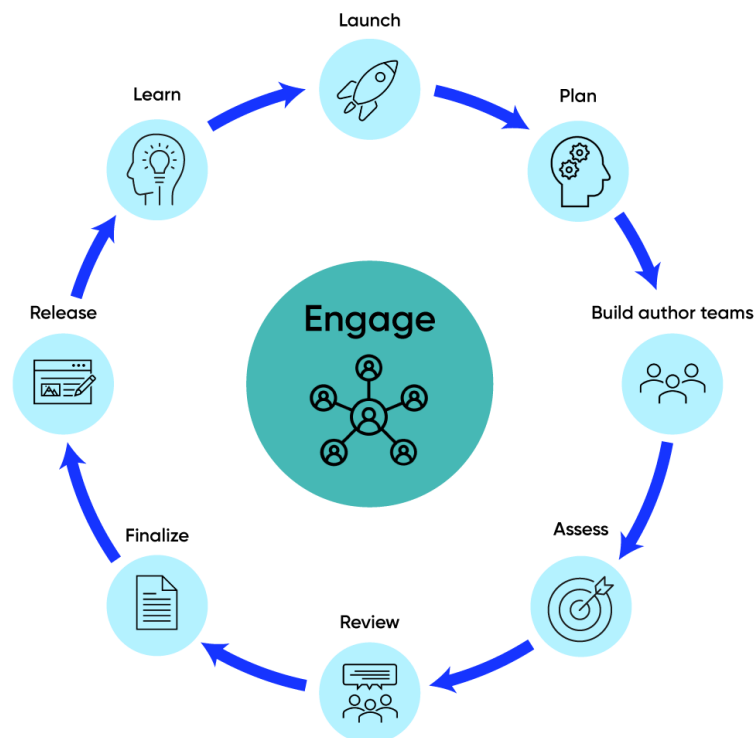 Launch
Plan
Build author teams
Assess
Review
Finalize
Release
Learn
Engage